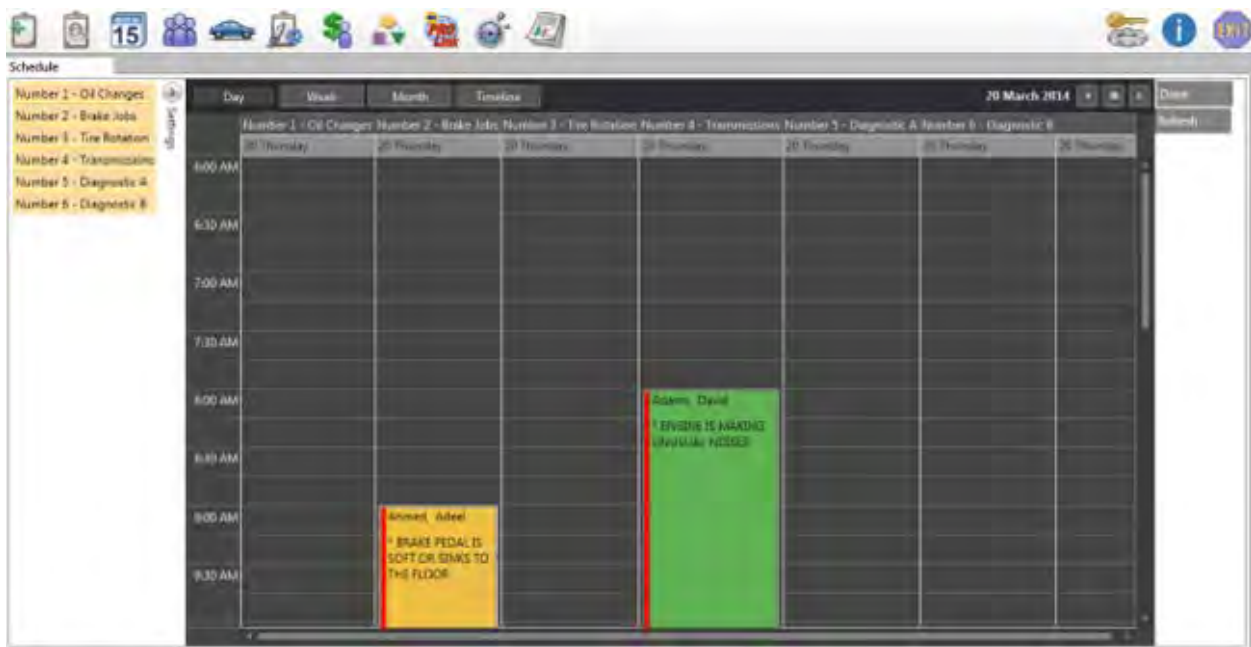 15
PRO
Link
EXIT
Schedule
Number 1 - Oil Changes
Number 2 - Brake Jobs
Number 3 - Tire Rotation
Number 4 - Transmissions
Number 5 - Diagnostic A
Number 6 - Diagnostic B
Settings
Day Week Month Timeline 20 March 2014
Done
Refresh
Number 1 - Oil Changes Number 2 - Brake Jobs Number 3 - Tire Rotation Number 4 - Transmissions Number 5 - Diagnostic A Number 6 - Diagnostic B
20 Thursday 20 Thursday 20 Thursday 20 Thursday 20 Thursday 20 Thursday 20 Thursday
6:00 AM
6:30 AM
7:00 AM
7:30 AM
8:00 AM
Adams, David
* ENGINE IS MAKING
UNUSUAL NOISES
8:30 AM
9:00 AM
Ahmed, Adeel
* BRAKE PEDAL IS
SOFT OR SINKS TO
THE FLOOR
9:30 AM